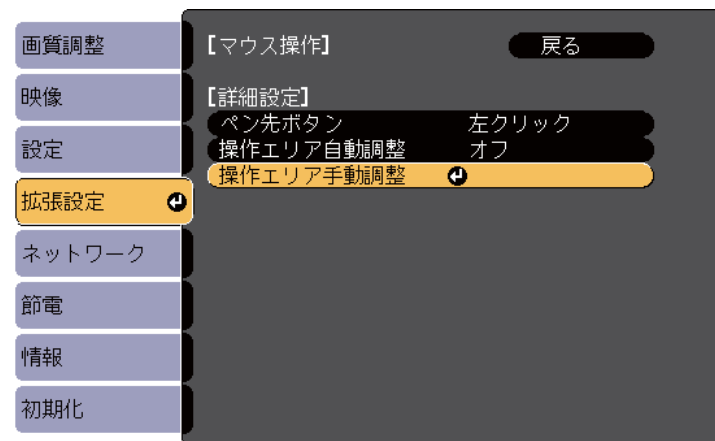 画質調整
映像
設定
拡張設定
ネットワーク
節電
情報
初期化
【マウス操作】 戻る
【詳細設定】
ペン先ボタン 左クリック
操作エリア自動調整 オフ
操作エリア手動調整